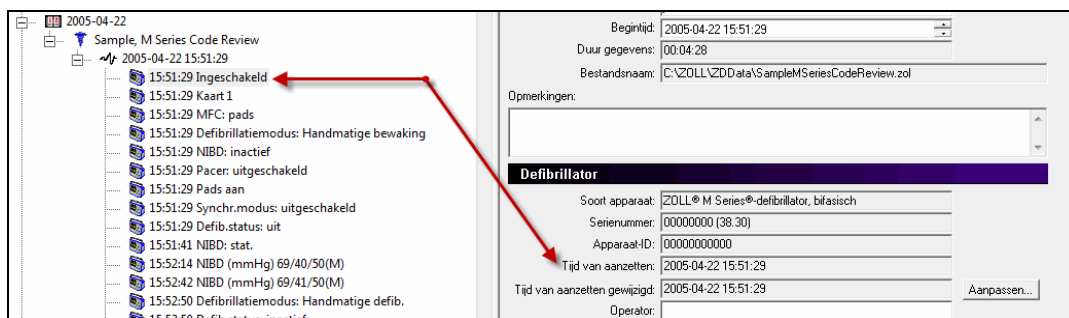 2005-04-22
Sample, M Series Code Review
2005-04-22 15:51:29
15:51:29 Ingeschakeld
15:51:29 Kaart 1
15:51:29 MFC: pads
15:51:29 Defibrillatiemodus: Handmatige bewaking
15:51:29 NIBD: inactief
15:51:29 Pacer: uitgeschakeld
15:51:29 Pads aan
15:51:29 Synchr.modus: uitgeschakeld
15:51:29 Defib.status: uit
15:51:41 NIBD: stat.
15:52:14 NIBD (mmHg) 69/40/50(M)
15:52:42 NIBD (mmHg) 69/41/50(M)
15:52:50 Defibrillatiemodus: Handmatige defib.
15:52:50 Defib.status: inactief
Begintijd: 2005-04-22 15:51:29
Duur gegevens: 00:04:28
Bestandsnaam: C:\ZOLL\ZDData\SampleMSeriesCodeReview.zol
Opmerkingen:
Defibrillator
Soort apparaat: ZOLL® M Series®-defibrillator, bifasisch
Serienummer: 00000000 (38.30)
Apparaat-ID: 00000000000
Tijd van aanzetten: 2005-04-22 15:51:29
Tijd van aanzetten gewijzigd: 2005-04-22 15:51:29 Aanpassen...
Operator: